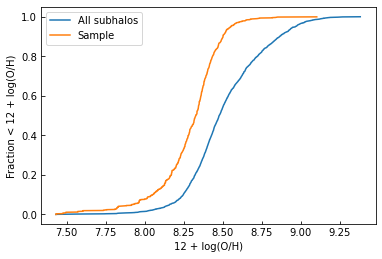 All subhalos
Sample
1.0
0.8
0.6
0.4
0.2
0.0
Fraction < 12 + log(O/H)
7.50 7.75 8.00 8.25 8.50 8.75 9.00 9.25
12 + log(O/H)